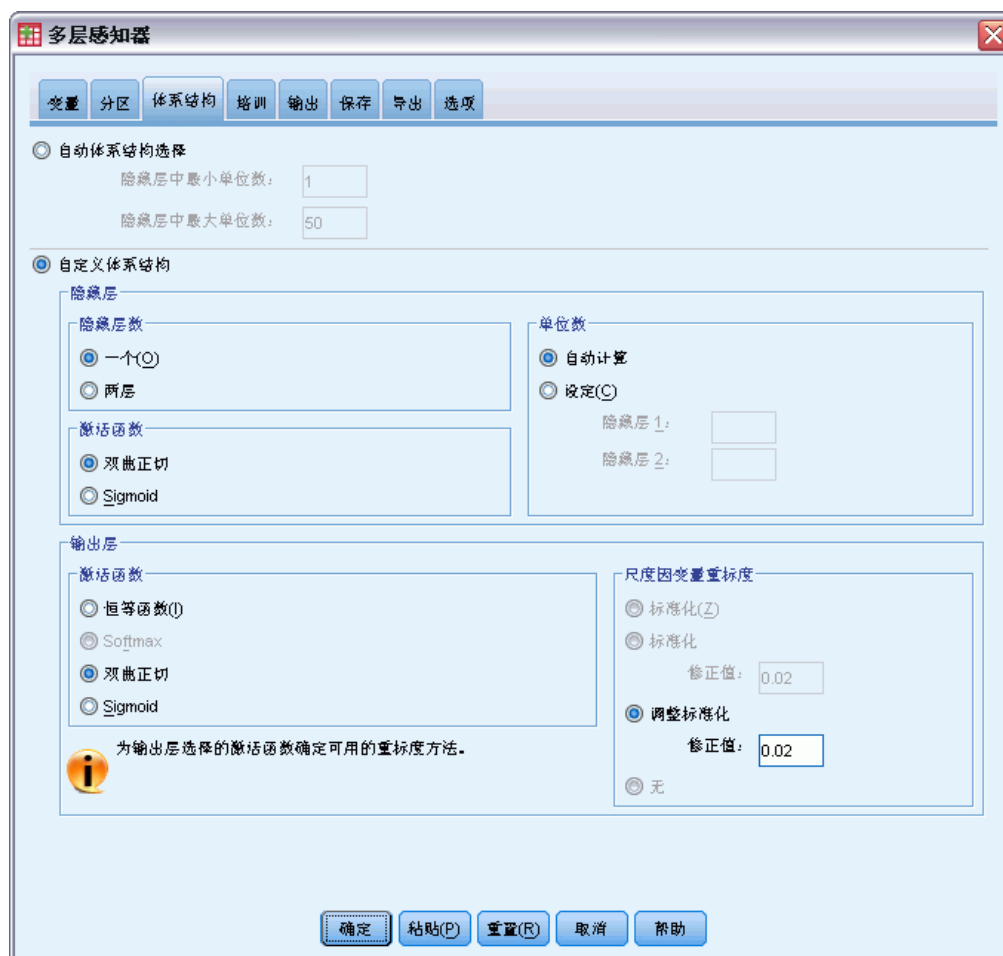 多层感知器
变量 分区 体系结构 培训 输出 保存 导出 选项
自动体系结构选择
隐藏层中最小单位数： 1
隐藏层中最大单位数： 50
自定义体系结构
隐藏层
隐藏层数
一个(O)
两层
激活函数
双曲正切
Sigmoid
单位数
自动计算
设定(C)
隐藏层 1：
隐藏层 2：
输出层
激活函数
恒等函数(I)
Softmax
双曲正切
Sigmoid
为输出层选择的激活函数确定可用的重标度方法。
尺度因变量重标度
标准化(Z)
标准化
修正值： 0.02
调整标准化
修正值： 0.02
无
确定 粘贴(P) 重置(R) 取消 帮助